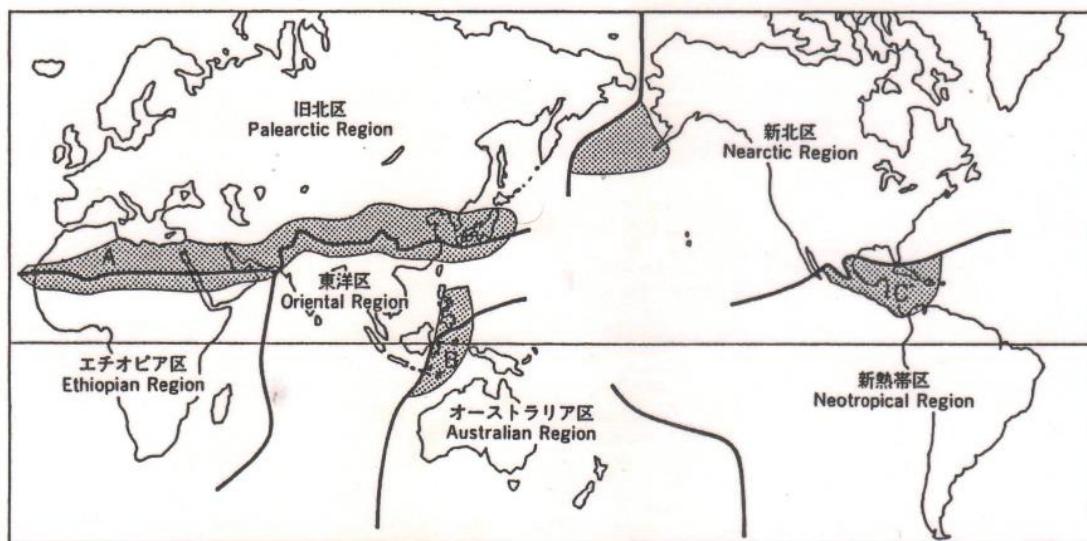 旧北区
Palearctic Region
新北区
Nearctic Region
A
東洋区
Oriental Region
C
エチオピア区
Ethiopian Region
B
オーストラリア区
Australian Region
新熱帯区
Neotropical Region